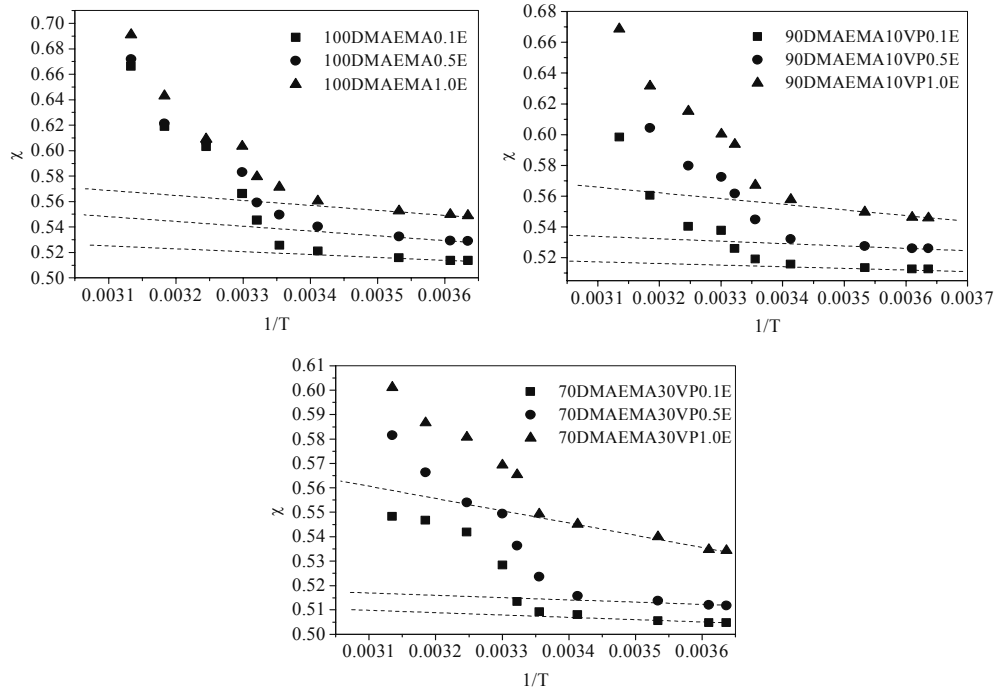 0.70
0.68
0.66
0.64
0.62
0.60
0.58
0.56
0.54
0.52
0.50
χ
100DMAEMA0.1E
100DMAEMA0.5E
100DMAEMA1.0E
0.0031 0.0032 0.0033 0.0034 0.0035 0.0036
1/T
0.68
0.66
0.64
0.62
0.60
0.58
0.56
0.54
0.52
χ
90DMAEMA10VP0.1E
90DMAEMA10VP0.5E
90DMAEMA10VP1.0E
0.0031 0.0032 0.0033 0.0034 0.0035 0.0036 0.0037
1/T
0.61
0.60
0.59
0.58
0.57
0.56
0.55
0.54
0.53
0.52
0.51
0.50
χ
70DMAEMA30VP0.1E
70DMAEMA30VP0.5E
70DMAEMA30VP1.0E
0.0031 0.0032 0.0033 0.0034 0.0035 0.0036
1/T